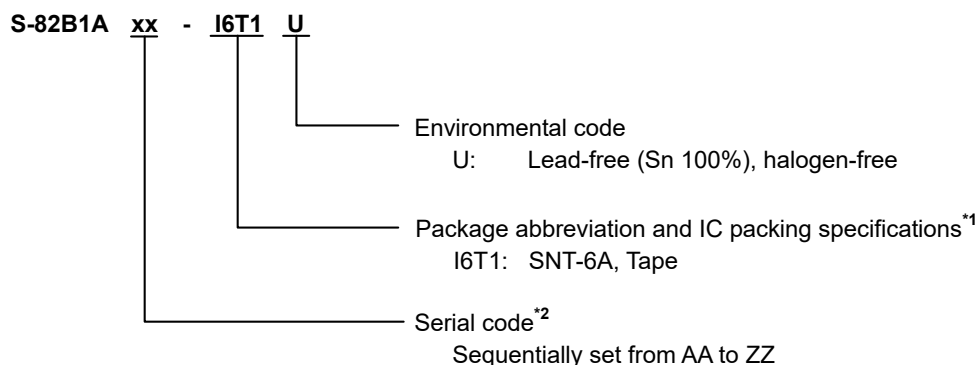 S-82B1A xx - I6T1 U
Environmental code
U: Lead-free (Sn 100%), halogen-free
Package abbreviation and IC packing specifications*1
I6T1: SNT-6A, Tape
Serial code*2
Sequentially set from AA to ZZ